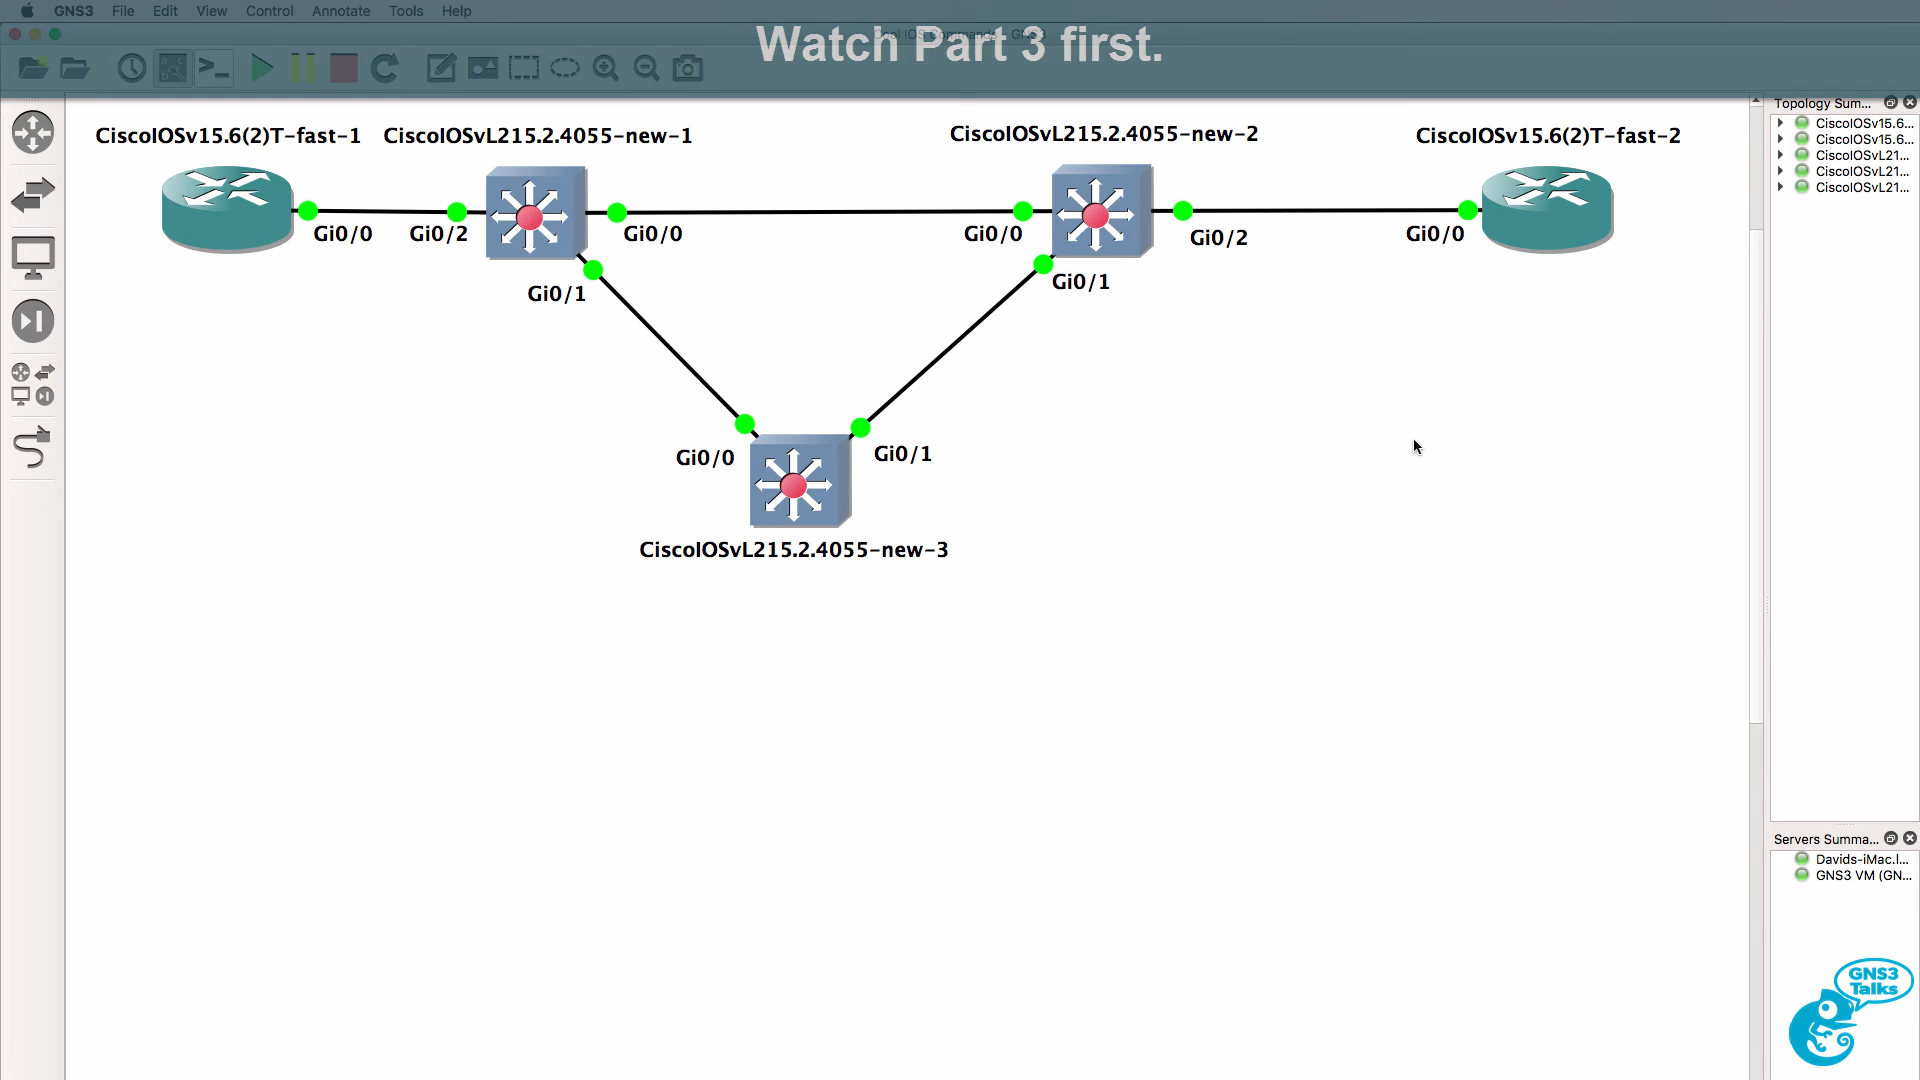 GNS3 File Edit View Control Annotate Tools Help
Watch Part 3 first.
CiscoIOSv15.6(2)T-fast-1
CiscoIOSvL215.2.4055-new-1
CiscoIOSvL215.2.4055-new-2
CiscoIOSv15.6(2)T-fast-2
Gi0/0
Gi0/2
Gi0/0
Gi0/0
Gi0/2
Gi0/0
Gi0/1
Gi0/1
Gi0/0
Gi0/1
CiscoIOSvL215.2.4055-new-3
Topology Sum...
CiscoIOSv15.6...
CiscoIOSv15.6...
CiscoIOSvL21...
CiscoIOSvL21...
CiscoIOSvL21...
Servers Summa...
Davids-iMac.l...
GNS3 VM (GN...
GNS3
Talks